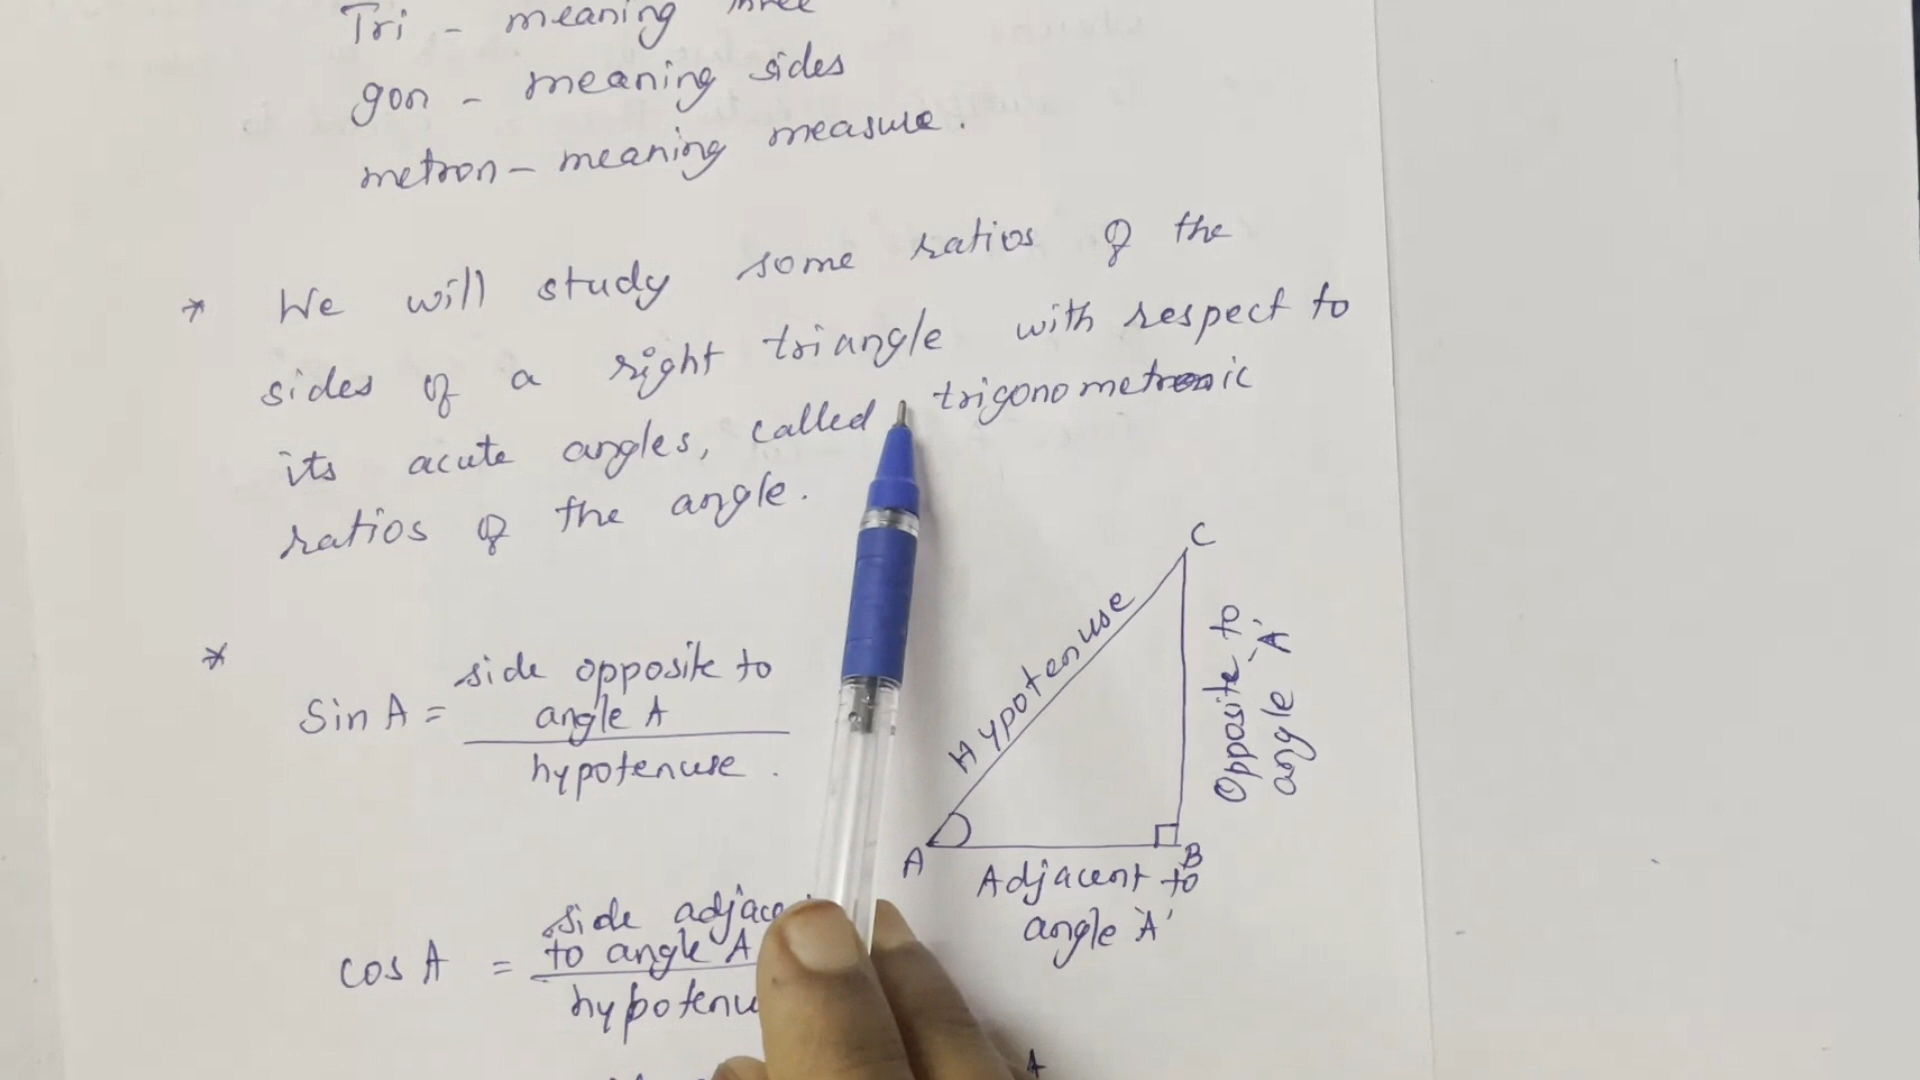 Tri - meaning three
gon - meaning sides
metron - meaning measure.
* We will study some ratios of the
sides of a right triangle with respect to
its acute angles, called trigonometric
ratios of the angle.
*
Sin A = side opposite to
angle A
hypotenuse.
cos A = side
to angle A
C
Hypotenuse
Opposite to
angle 'A'
A
B
Adjacent to
angle 'A'
A